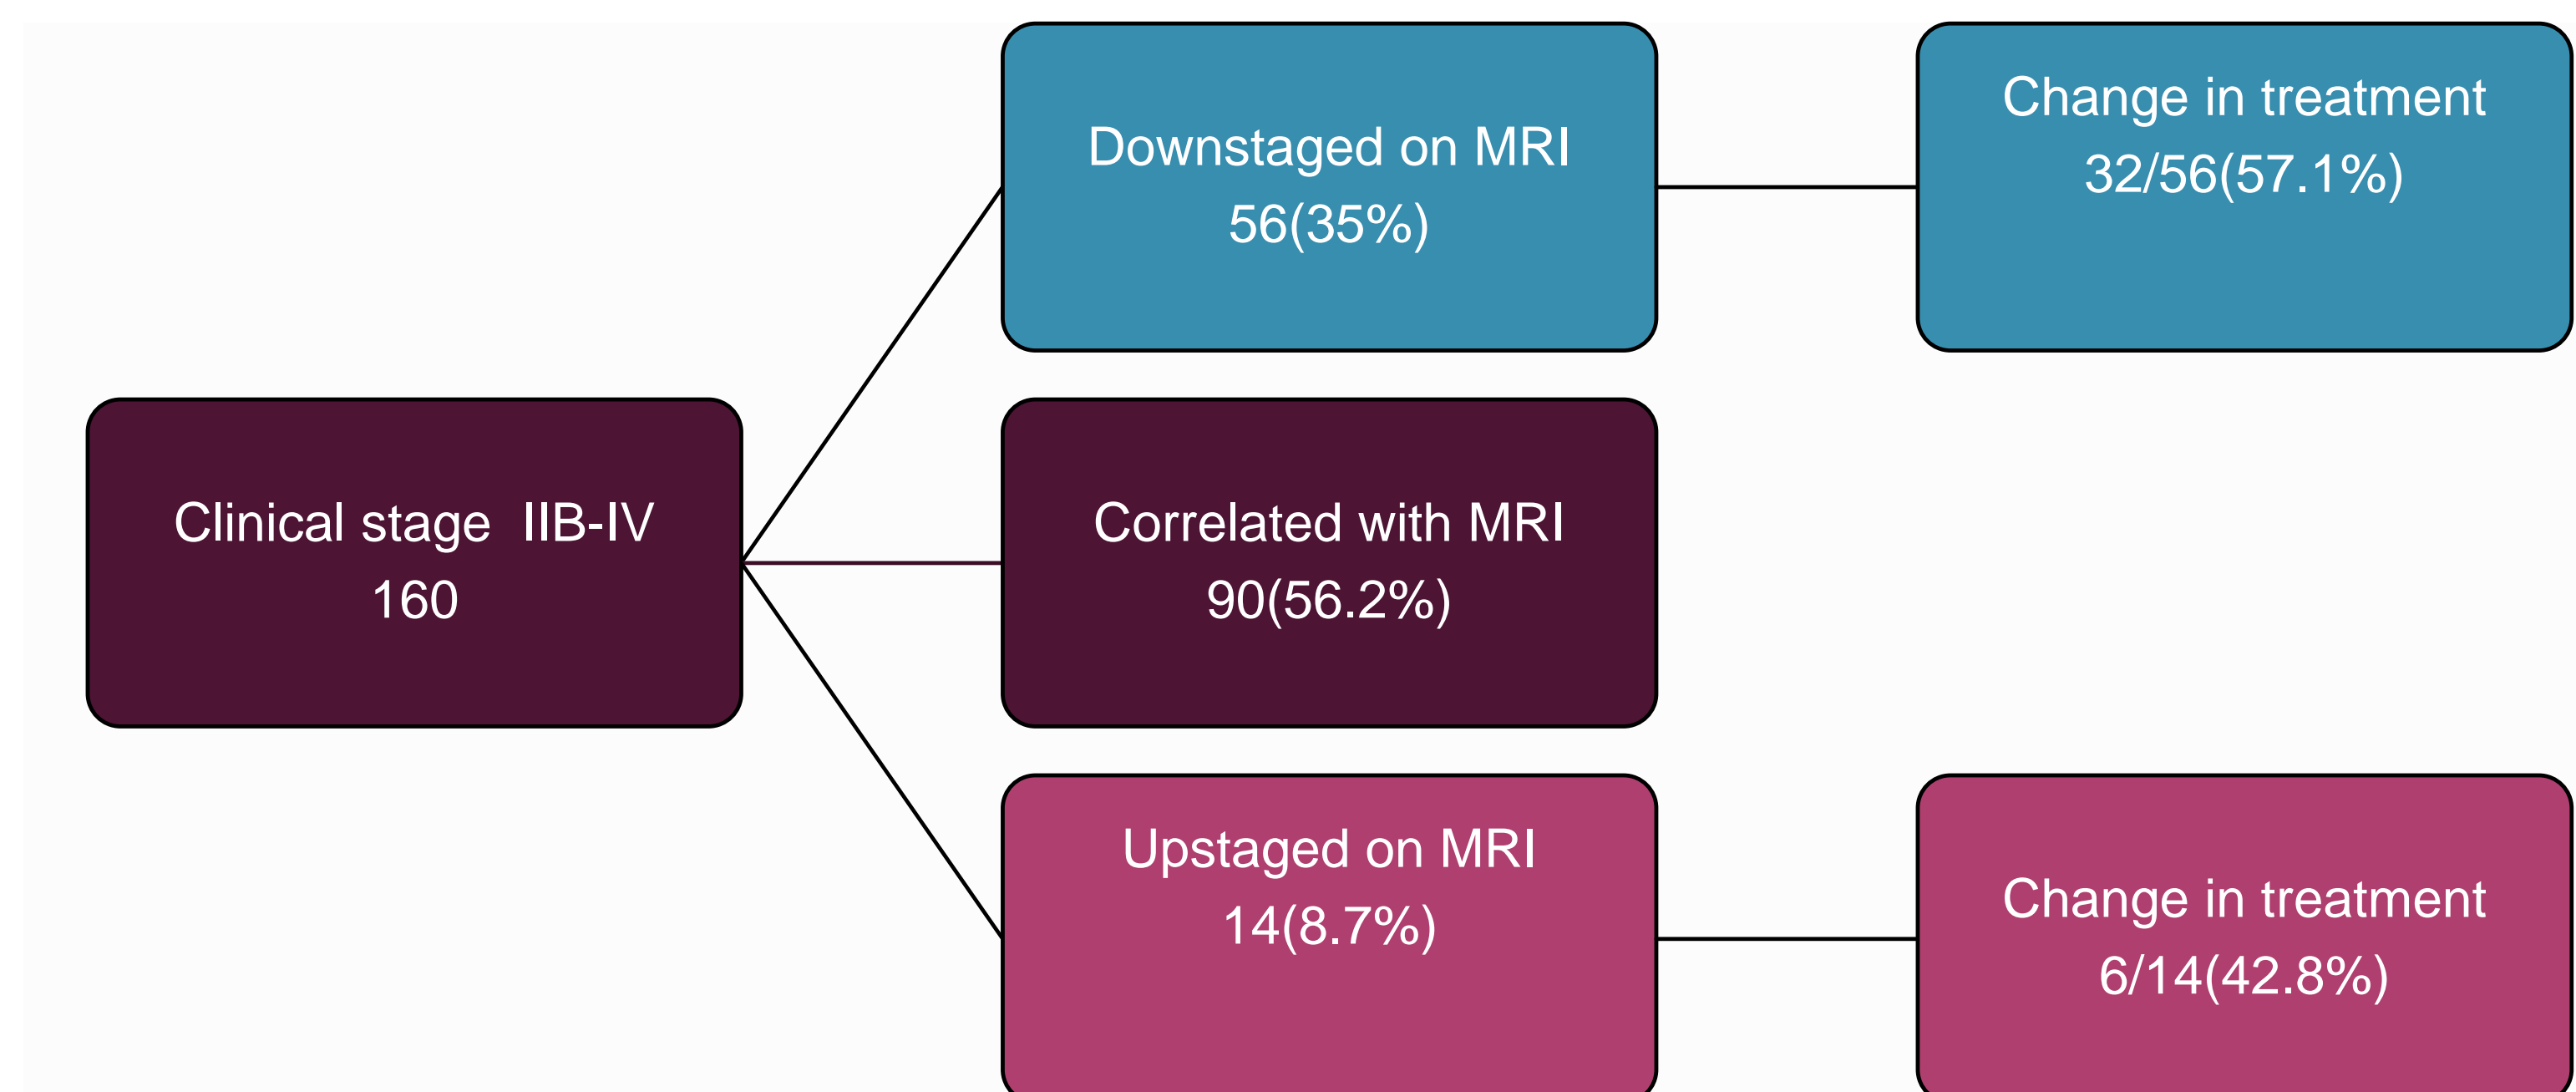 Clinical stage  IIB-IV
160
Downstaged on MRI
56(35%)
Change in treatment
32/56(57.1%)
Correlated with MRI
90(56.2%)
Upstaged on MRI
14(8.7%)
Change in treatment
6/14(42.8%)